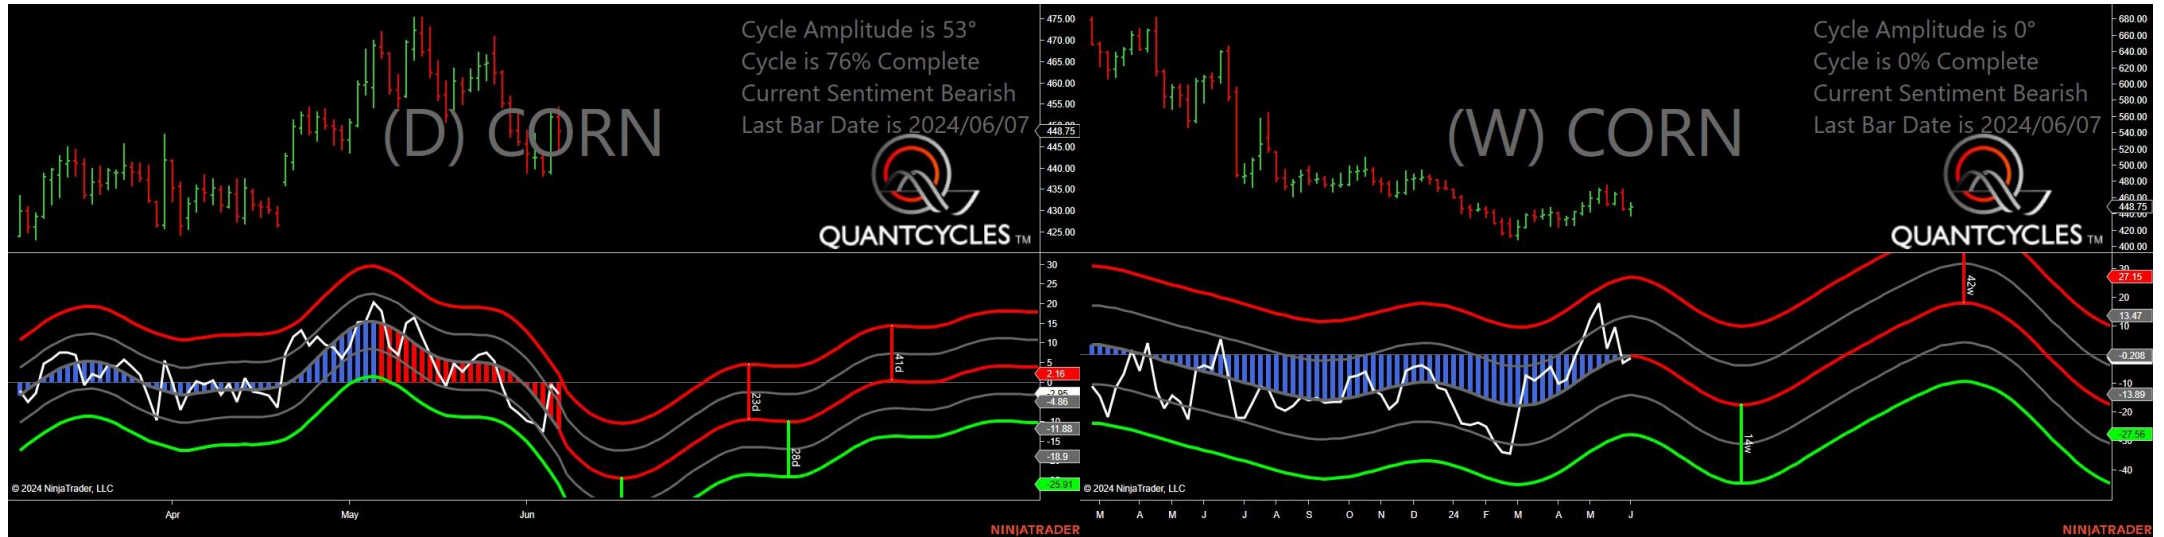 Cycle Amplitude is 53°
Cycle is 76% Complete
Current Sentiment Bearish
Last Bar Date is 2024/06/07
(D) CORN
QUANTCYCLES TM
475.00
470.00
465.00
460.00
455.00
448.75
445.00
440.00
435.00
430.00
425.00
30
25
20
15
10
5
0
2.16
-4.86
-11.88
-15
-18.9
-25.91
23d
28d
41d
© 2024 NinjaTrader, LLC
Apr
May
Jun
NINJATRADER
Cycle Amplitude is 0°
Cycle is 0% Complete
Current Sentiment Bearish
Last Bar Date is 2024/06/07
(W) CORN
QUANTCYCLES TM
680.00
660.00
640.00
620.00
600.00
580.00
560.00
540.00
520.00
500.00
480.00
460.00
448.75
440.00
420.00
400.00
30
27.15
20
13.47
10
-0.208
-10
-13.89
-20
-27.56
-40
14w
42w
© 2024 NinjaTrader, LLC
M
A
M
J
J
A
S
O
N
D
24
F
M
A
M
J
NINJATRADER